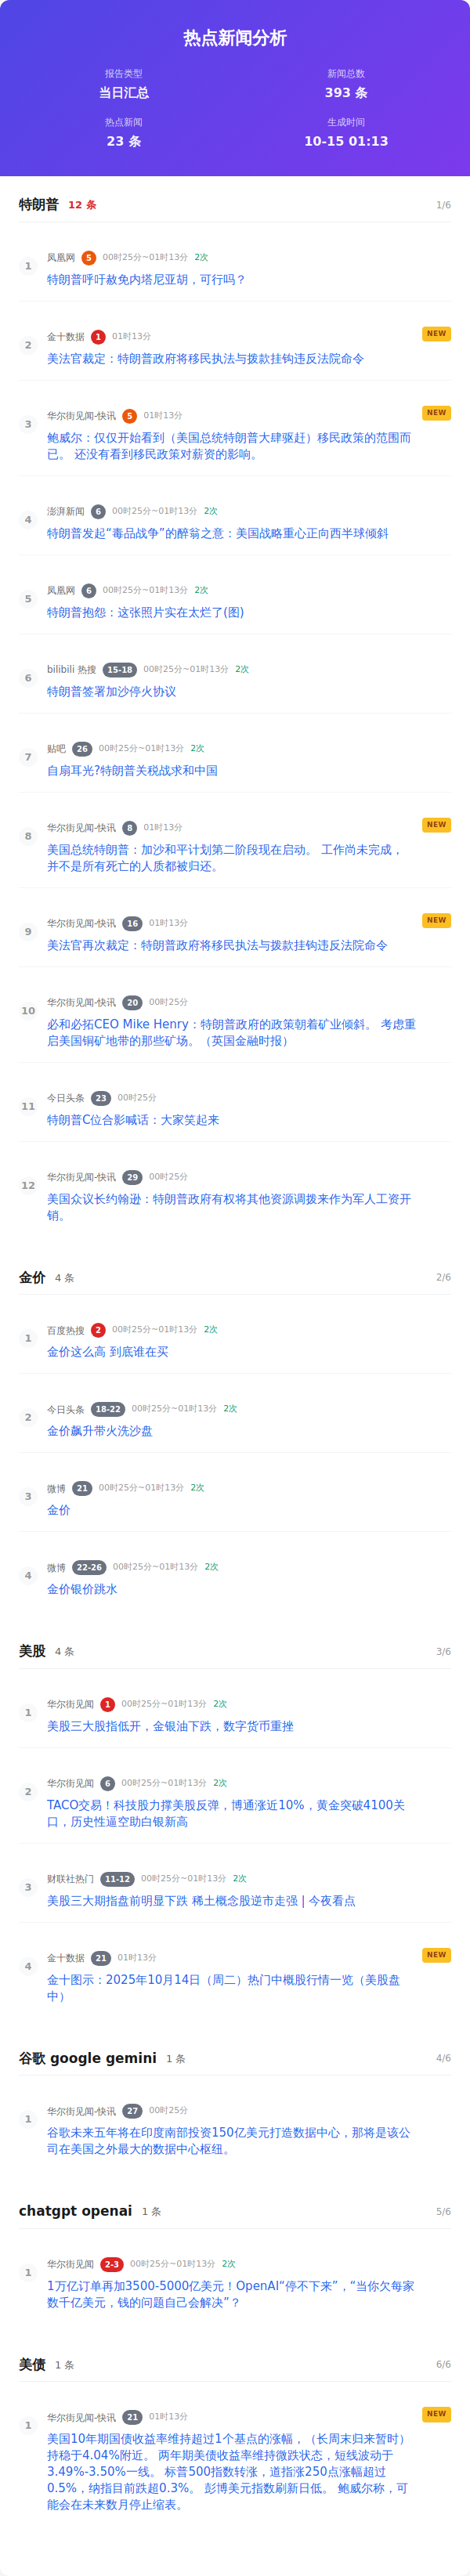 热点新闻分析
报告类型
当日汇总
新闻总数
393 条
热点新闻
23 条
生成时间
10-15 01:13
特朗普 12 条 1/6
1
凤凰网 5 00时25分~01时13分 2次
特朗普呼吁赦免内塔尼亚胡，可行吗？
2
金十数据 1 01时13分 NEW
美法官裁定：特朗普政府将移民执法与拨款挂钩违反法院命令
3
华尔街见闻-快讯 5 01时13分 NEW
鲍威尔：仅仅开始看到（美国总统特朗普大肆驱赶）移民政策的范围而
已。 还没有看到移民政策对薪资的影响。
4
澎湃新闻 6 00时25分~01时13分 2次
特朗普发起“毒品战争”的醉翁之意：美国战略重心正向西半球倾斜
5
凤凰网 6 00时25分~01时13分 2次
特朗普抱怨：这张照片实在太烂了(图)
6
bilibili 热搜 15-18 00时25分~01时13分 2次
特朗普签署加沙停火协议
7
贴吧 26 00时25分~01时13分 2次
自扇耳光?特朗普关税战求和中国
8
华尔街见闻-快讯 8 01时13分 NEW
美国总统特朗普：加沙和平计划第二阶段现在启动。 工作尚未完成，
并不是所有死亡的人质都被归还。
9
华尔街见闻-快讯 16 01时13分 NEW
美法官再次裁定：特朗普政府将移民执法与拨款挂钩违反法院命令
10
华尔街见闻-快讯 20 00时25分
必和必拓CEO Mike Henry：特朗普政府的政策朝着矿业倾斜。 考虑重
启美国铜矿地带的那些矿场。（英国金融时报）
11
今日头条 23 00时25分
特朗普C位合影喊话：大家笑起来
12
华尔街见闻-快讯 29 00时25分
美国众议长约翰逊：特朗普政府有权将其他资源调拨来作为军人工资开
销。
金价 4 条 2/6
1
百度热搜 2 00时25分~01时13分 2次
金价这么高 到底谁在买
2
今日头条 18-22 00时25分~01时13分 2次
金价飙升带火洗沙盘
3
微博 21 00时25分~01时13分 2次
金价
4
微博 22-26 00时25分~01时13分 2次
金价银价跳水
美股 4 条 3/6
1
华尔街见闻 1 00时25分~01时13分 2次
美股三大股指低开，金银油下跌，数字货币重挫
2
华尔街见闻 6 00时25分~01时13分 2次
TACO交易！科技股力撑美股反弹，博通涨近10%，黄金突破4100关
口，历史性逼空助白银新高
3
财联社热门 11-12 00时25分~01时13分 2次
美股三大期指盘前明显下跌 稀土概念股逆市走强 | 今夜看点
4
金十数据 21 01时13分 NEW
金十图示：2025年10月14日（周二）热门中概股行情一览（美股盘
中）
谷歌 google gemini 1 条 4/6
1
华尔街见闻-快讯 27 00时25分
谷歌未来五年将在印度南部投资150亿美元打造数据中心，那将是该公
司在美国之外最大的数据中心枢纽。
chatgpt openai 1 条 5/6
1
华尔街见闻 2-3 00时25分~01时13分 2次
1万亿订单再加3500-5000亿美元！OpenAI“停不下来”，“当你欠每家
数千亿美元，钱的问题自己会解决”？
美债 1 条 6/6
1
华尔街见闻-快讯 21 01时13分 NEW
美国10年期国债收益率维持超过1个基点的涨幅，（长周末归来暂时）
持稳于4.04%附近。 两年期美债收益率维持微跌状态，短线波动于
3.49%-3.50%一线。 标普500指数转涨，道指涨250点涨幅超过
0.5%，纳指目前跌超0.3%。 彭博美元指数刷新日低。 鲍威尔称，可
能会在未来数月停止缩表。